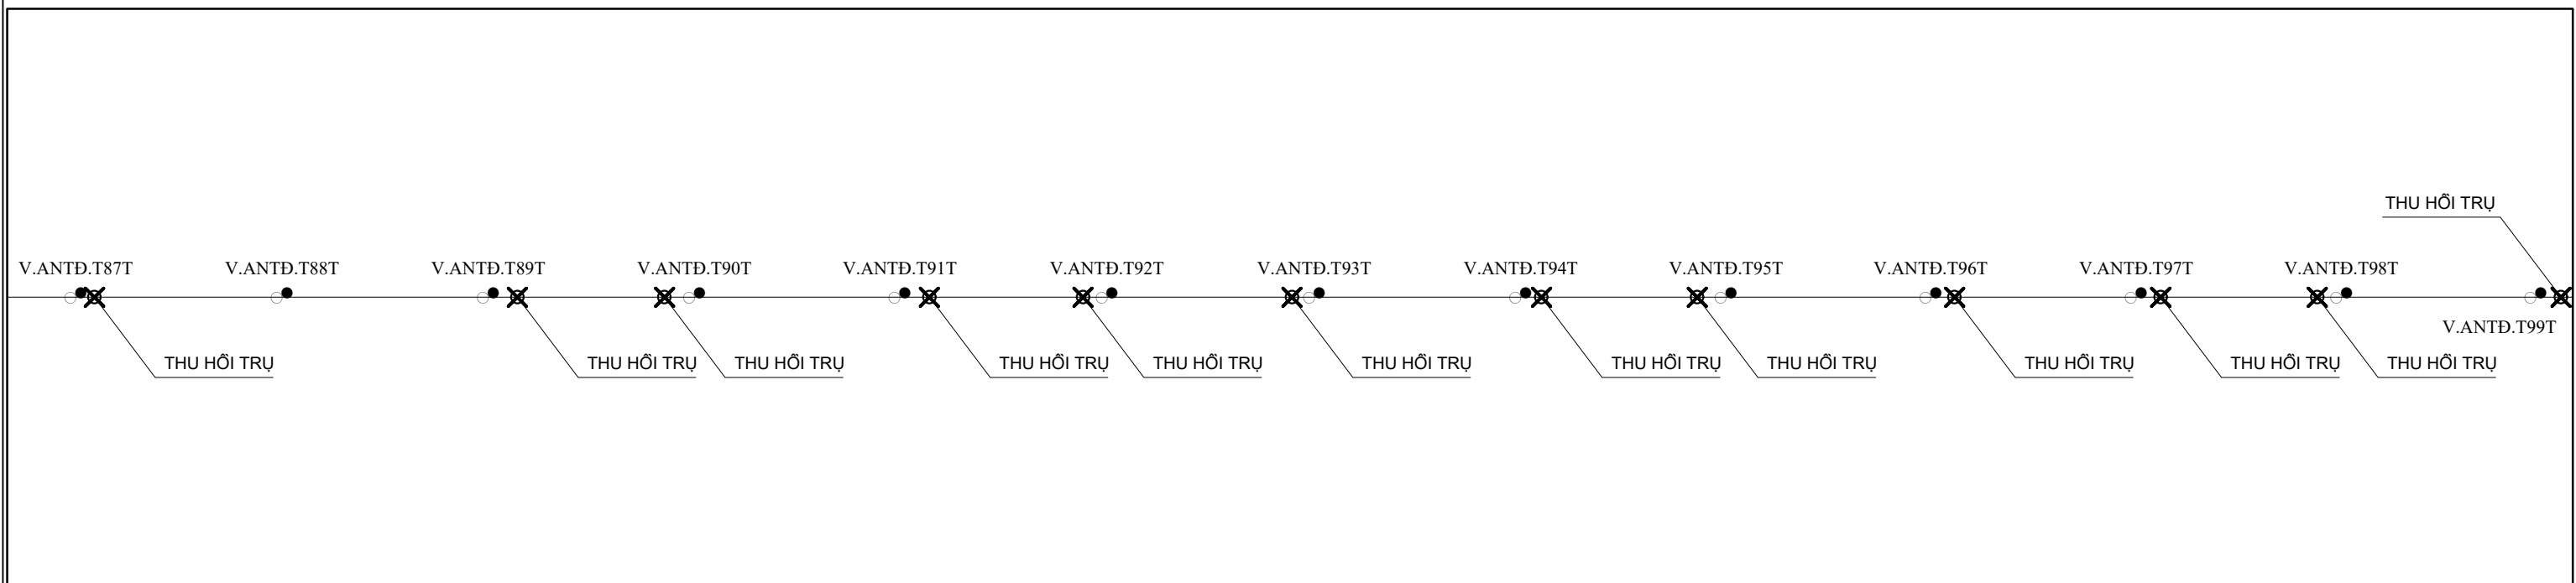 THU HỒI TRỤ
V.ANTĐ.T87T
V.ANTĐ.T88T
V.ANTĐ.T89T
V.ANTĐ.T90T
V.ANTĐ.T91T
V.ANTĐ.T92T
V.ANTĐ.T93T
V.ANTĐ.T94T
V.ANTĐ.T95T
V.ANTĐ.T96T
V.ANTĐ.T97T
V.ANTĐ.T98T
V.ANTĐ.T99T
THU HỒI TRỤ
THU HỒI TRỤ
THU HỒI TRỤ
THU HỒI TRỤ
THU HỒI TRỤ
THU HỒI TRỤ
THU HỒI TRỤ
THU HỒI TRỤ
THU HỒI TRỤ
THU HỒI TRỤ
THU HỒI TRỤ